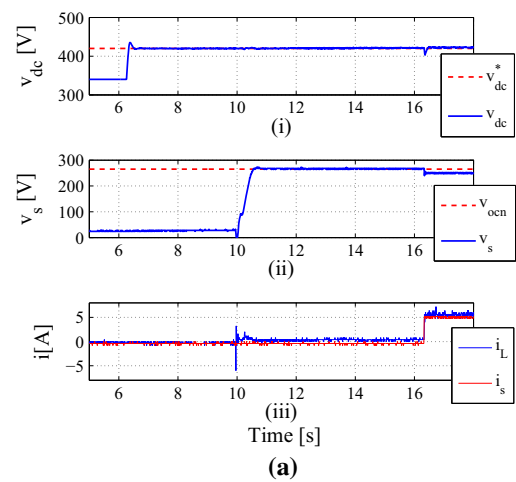 500
400
300
v_dc [V]
6 8 10 12 14 16
(i)
v*_dc
v_dc
300
200
100
0
v_s [V]
6 8 10 12 14 16
(ii)
v_ocn
v_s
5
0
−5
i[A]
6 8 10 12 14 16
(iii)
i_L
i_s
Time [s]
(a)